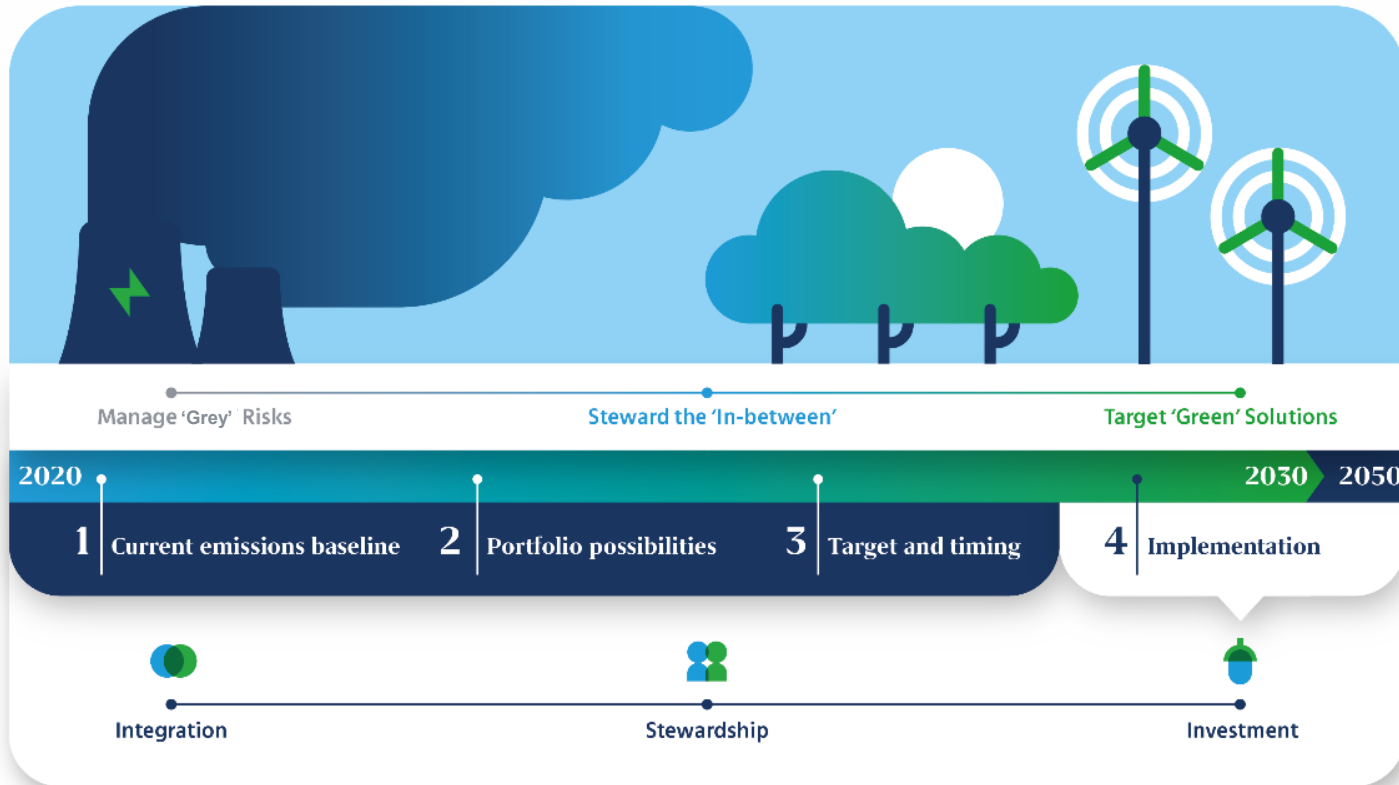 Manage ‘Grey’ Risks
Steward the ‘In-between’
Target ‘Green’ Solutions
2020
2030
2050
1 Current emissions baseline
2 Portfolio possibilities
3 Target and timing
4 Implementation
Integration
Stewardship
Investment